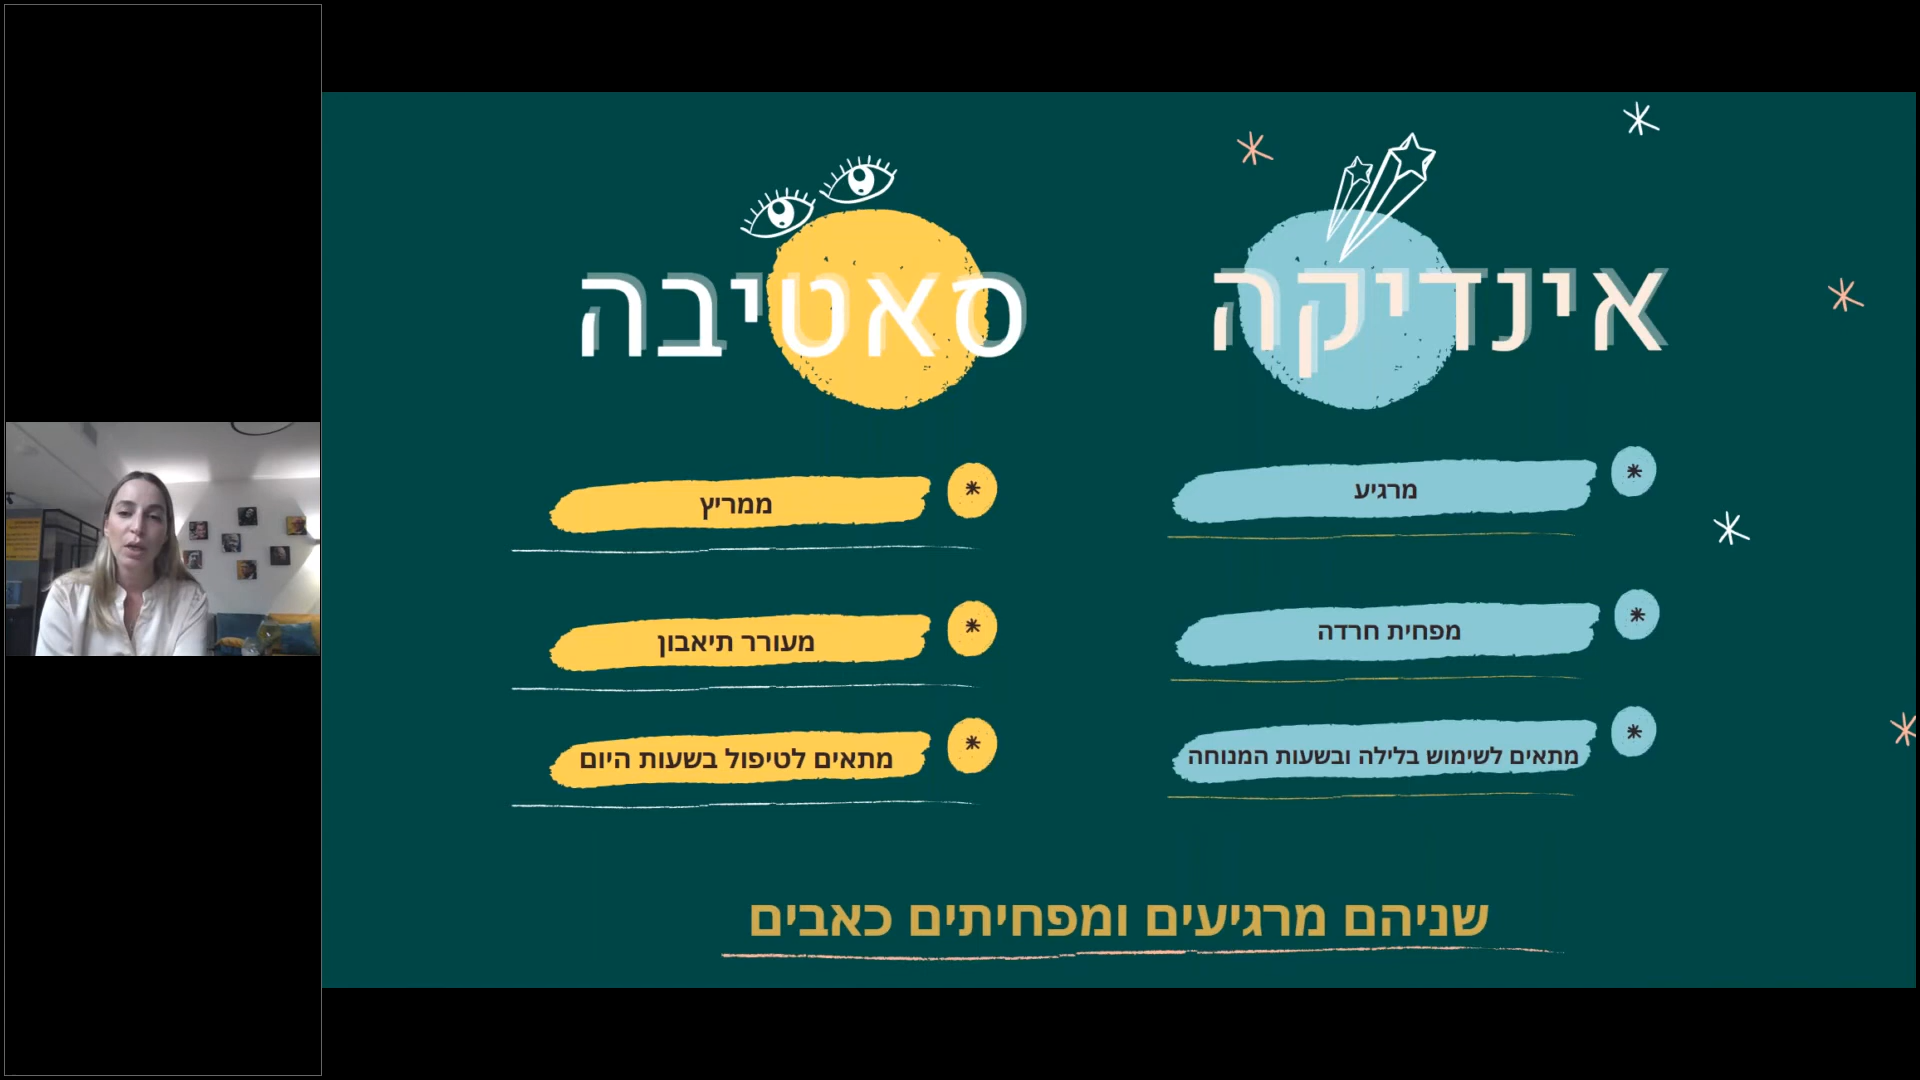 אינדיקה
מרגיע
מפחית חרדה
מתאים לשימוש בלילה ובשעות המנוחה
סאטיבה
ממריץ
מעורר תיאבון
מתאים לטיפול בשעות היום
שניהם מרגיעים ומפחיתים כאבים